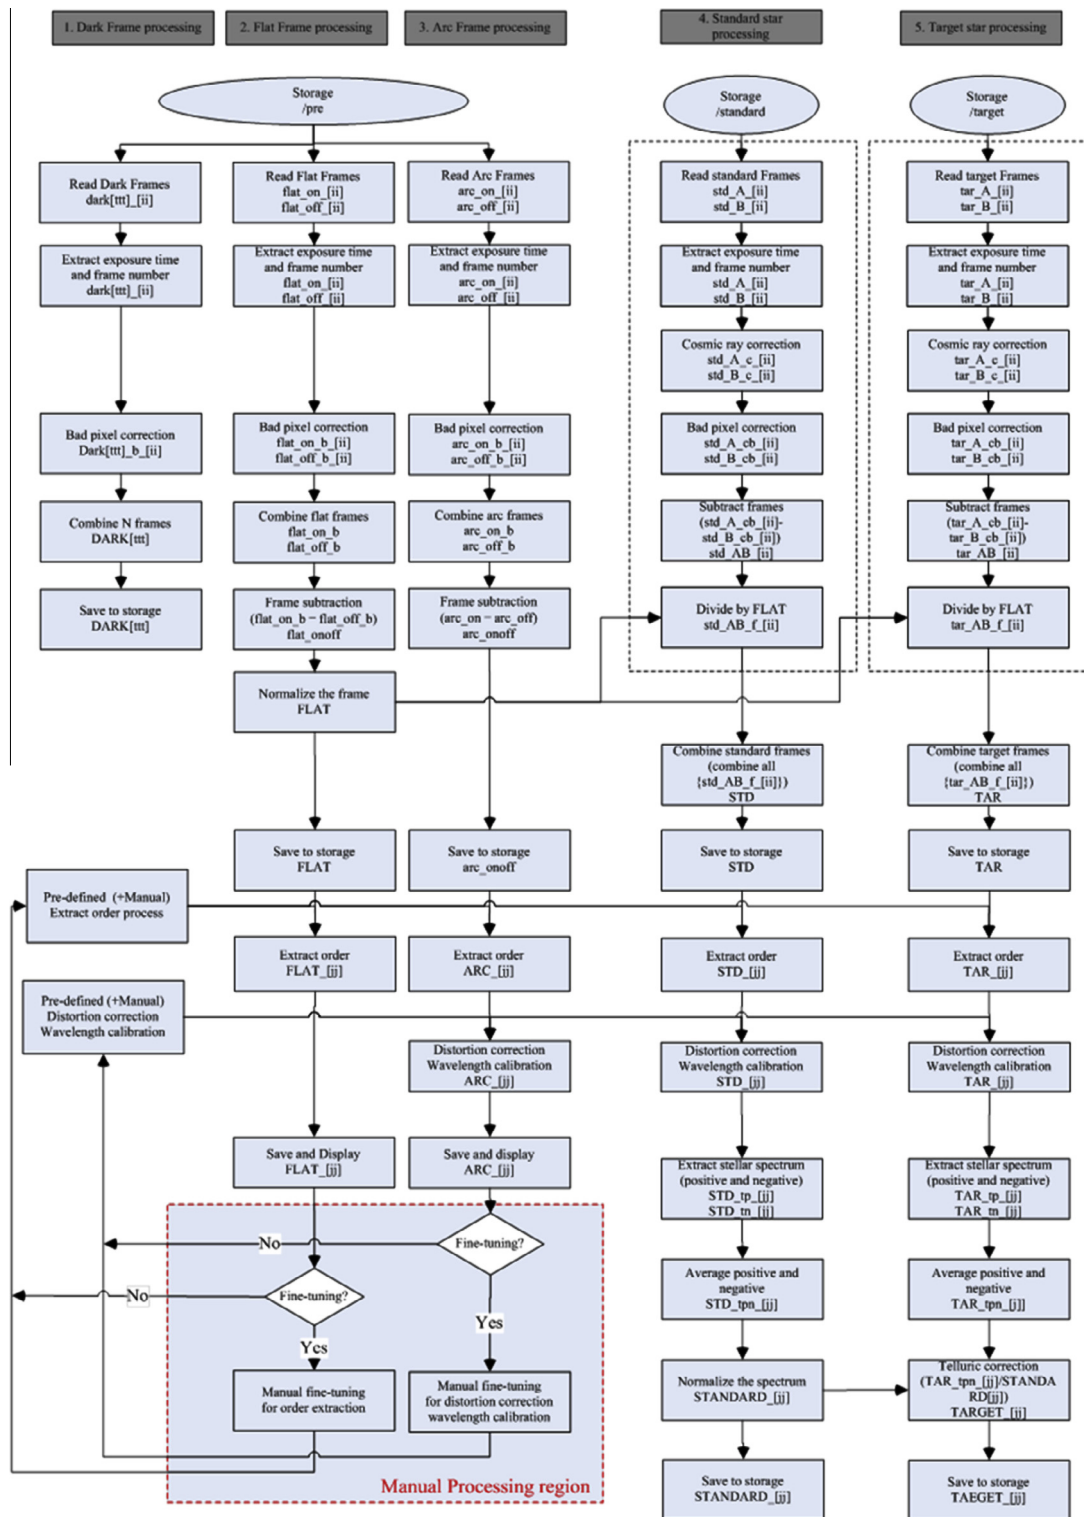 1. Dark Frame processing
2. Flat Frame processing
3. Arc Frame processing
4. Standard star
processing
5. Target star processing
Storage
/pre
Storage
/standard
Storage
/target
Read Dark Frames
dark[ttt]_[ii]
Read Flat Frames
flat_on_[ii]
flat_off_[ii]
Read Arc Frames
arc_on_[ii]
arc_off_[ii]
Read standard Frames
std_A_[ii]
std_B_[ii]
Read target Frames
tar_A_[ii]
tar_B_[ii]
Extract exposure time
and frame number
dark[ttt]_[ii]
Extract exposure time
and frame number
flat_on_[ii]
flat_off_[ii]
Extract exposure time
and frame number
arc_on_[ii]
arc_off_[ii]
Extract exposure time
and frame number
std_A_[ii]
std_B_[ii]
Extract exposure time
and frame number
tar_A_[ii]
tar_B_[ii]
Cosmic ray correction
std_A_c_[ii]
std_B_c_[ii]
Cosmic ray correction
tar_A_c_[ii]
tar_B_c_[ii]
Bad pixel correction
Dark[ttt]_b_[ii]
Bad pixel correction
flat_on_b_[ii]
flat_off_b_[ii]
Bad pixel correction
arc_on_b_[ii]
arc_off_b_[ii]
Bad pixel correction
std_A_cb_[ii]
std_B_cb_[ii]
Bad pixel correction
tar_A_cb_[ii]
tar_B_cb_[ii]
Combine N frames
DARK[ttt]
Combine flat frames
flat_on_b
flat_off_b
Combine arc frames
arc_on_b
arc_off_b
Subtract frames
(std_A_cb_[ii]-
std_B_cb_[ii])
std_AB_[ii]
Subtract frames
(tar_A_cb_[ii]-
tar_B_cb_[ii])
tar_AB_[ii]
Save to storage
DARK[ttt]
Frame subtraction
(flat_on_b – flat_off_b)
flat_onoff
Frame subtraction
(arc_on – arc_off)
arc_onoff
Divide by FLAT
std_AB_f_[ii]
Divide by FLAT
tar_AB_f_[ii]
Normalize the frame
FLAT
Combine standard frames
(combine all
{std_AB_f_[ii]})
STD
Combine target frames
(combine all
{tar_AB_f_[ii]})
TAR
Save to storage
FLAT
Save to storage
arc_onoff
Save to storage
STD
Save to storage
TAR
Pre-defined (+Manual)
Extract order process
Extract order
FLAT_[jj]
Extract order
ARC_[jj]
Extract order
STD_[jj]
Extract order
TAR_[jj]
Pre-defined (+Manual)
Distortion correction
Wavelength calibration
Distortion correction
Wavelength calibration
ARC_[jj]
Distortion correction
Wavelength calibration
STD_[jj]
Distortion correction
Wavelength calibration
TAR_[jj]
Save and Display
FLAT_[jj]
Save and display
ARC_[jj]
Extract stellar spectrum
(positive and negative)
STD_tp_[jj]
STD_tn_[jj]
Extract stellar spectrum
(positive and negative)
TAR_tp_[jj]
TAR_tn_[jj]
No
Fine-tuning?
No
Fine-tuning?
Average positive and
negative
STD_tpn_[jj]
Average positive and
negative
TAR_tpn_[jj]
Yes
Yes
Manual fine-tuning
for order extraction
Manual fine-tuning
for distortion correction
wavelength calibration
Normalize the spectrum
STANDARD_[jj]
Telluric correction
(TAR_tpn_[jj]/STANDA
RD[jj])
TARGET_[jj]
Manual Processing region
Save to storage
STANDARD_[jj]
Save to storage
TAEGET_[jj]